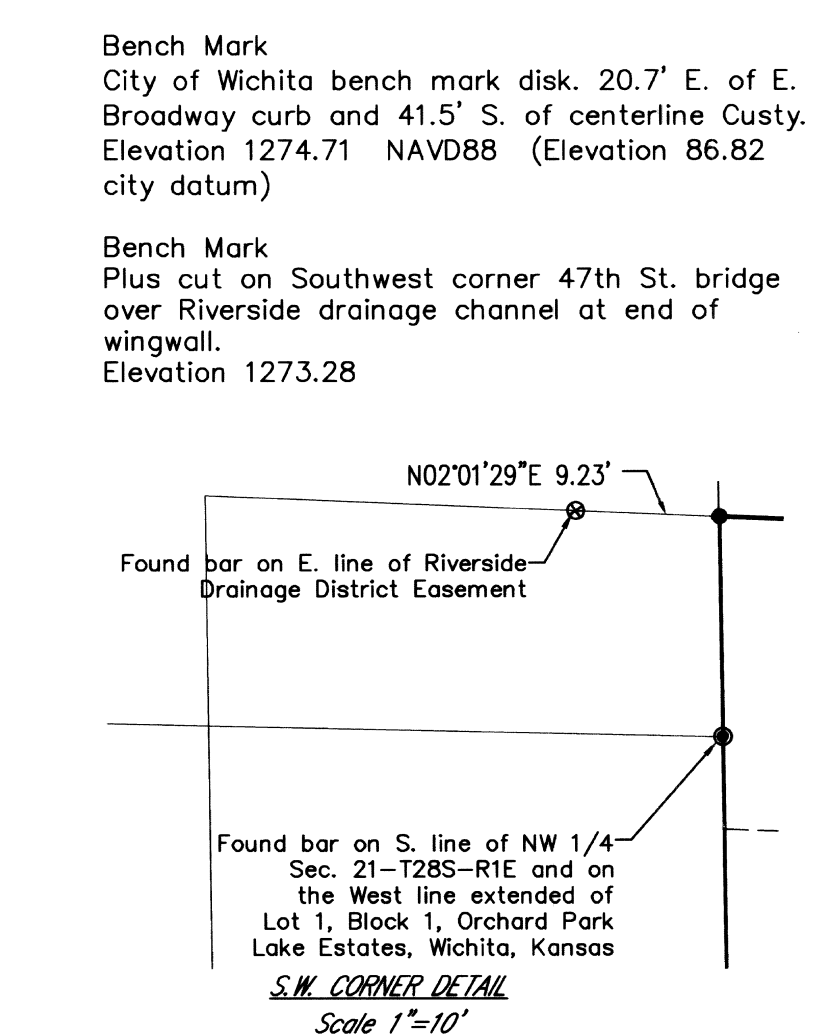 Bench Mark
City of Wichita bench mark disk. 20.7' E. of E.
Broadway curb and 41.5' S. of centerline Custy.
Elevation 1274.71 NAVD88 (Elevation 86.82
city datum)
Bench Mark
Plus cut on Southwest corner 47th St. bridge
over Riverside drainage channel at end of
wingwall.
Elevation 1273.28
N02°01'29"E 9.23'
Found bar on E. line of Riverside
Drainage District Easement
Found bar on S. line of NW 1/4
Sec. 21-T28S-R1E and on
the West line extended of
Lot 1, Block 1, Orchard Park
Lake Estates, Wichita, Kansas
S.W. CORNER DETAIL
Scale 1"=10'